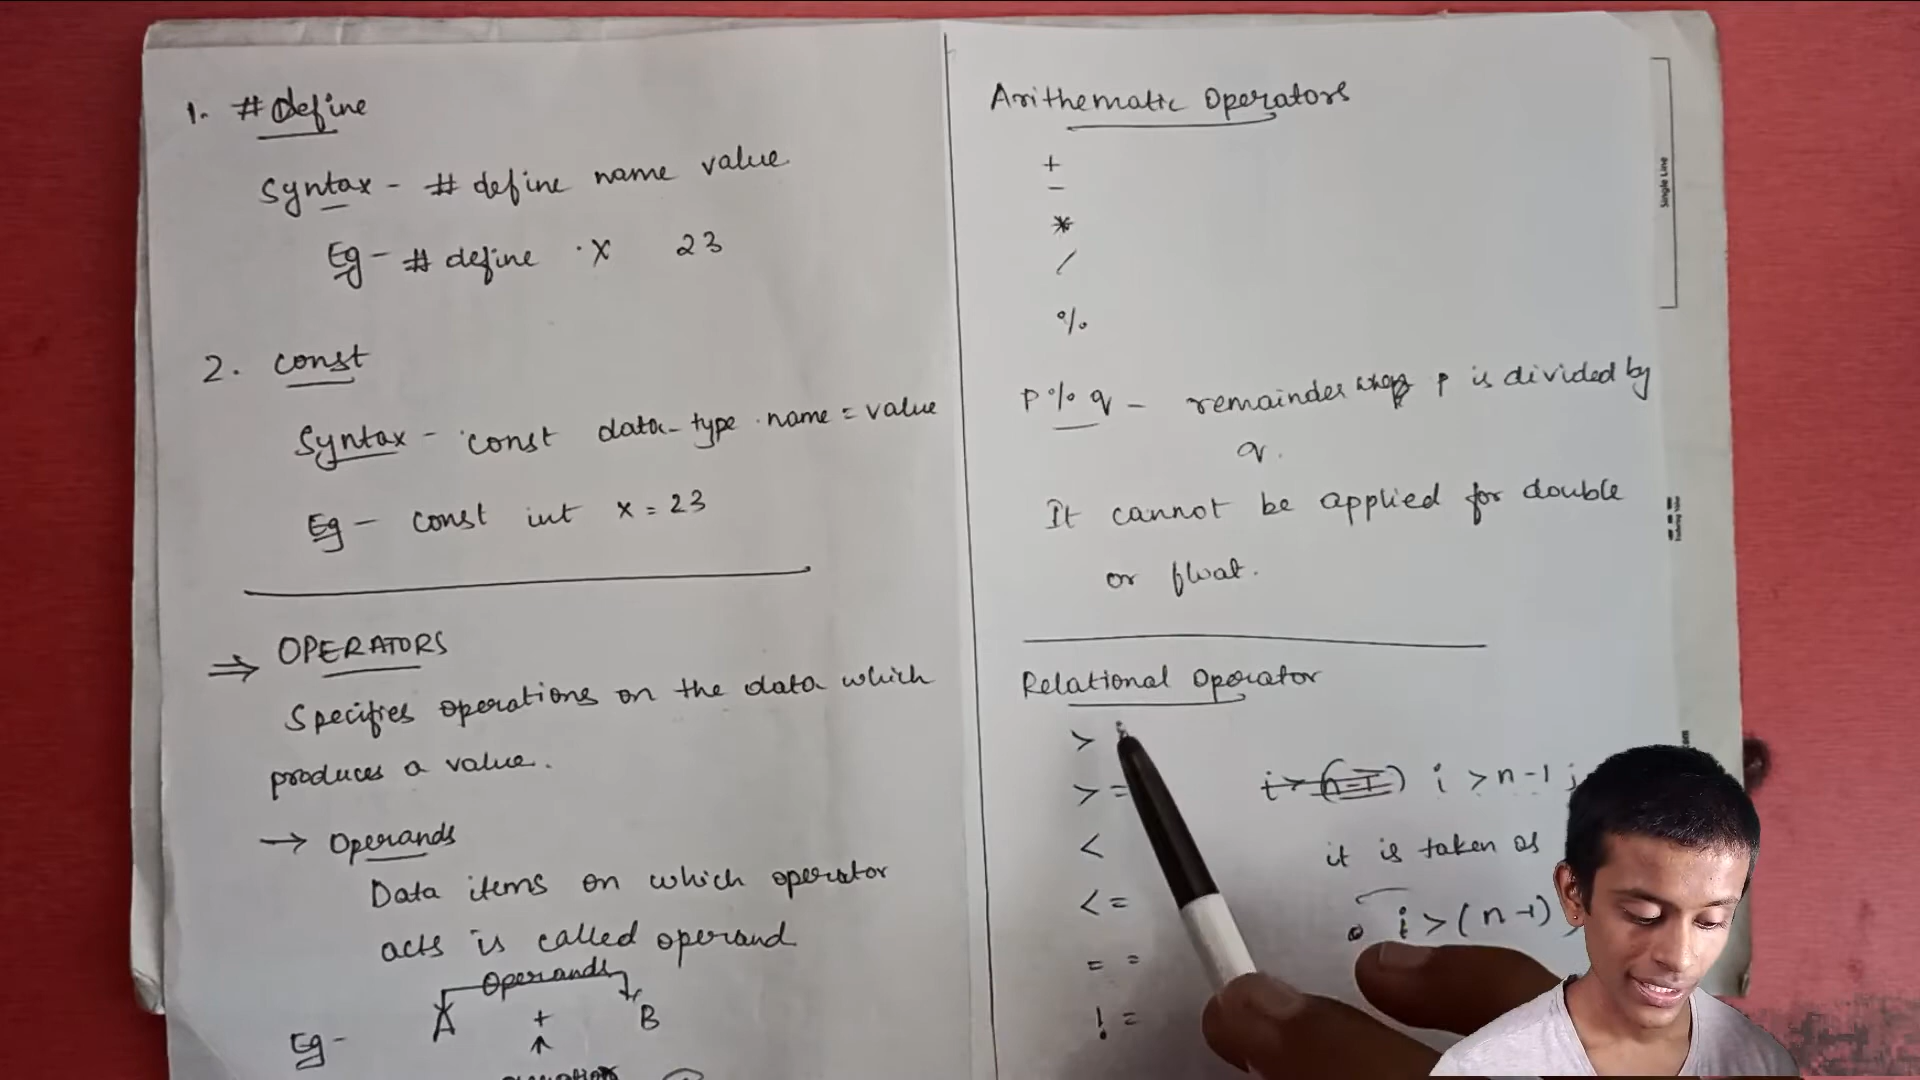 1. # Define
Syntax - # define name value
Eg - # define x 23
2. const
Syntax - const data-type name = value
Eg - const int x = 23
⇒ OPERATORS
Specifies operations on the data which
produces a value.
→ Operands
Data items on which operator
acts is called operand
Operands
Eg - A + B
Arithematic Operators
+
-
*
/
%
P % q - remainder when p is divided by
q.
It cannot be applied for double
or float.
Relational Operator
>
> =
<
< =
= =
! =
i > n-1
it is taken as
i > (n-1)
Single Line